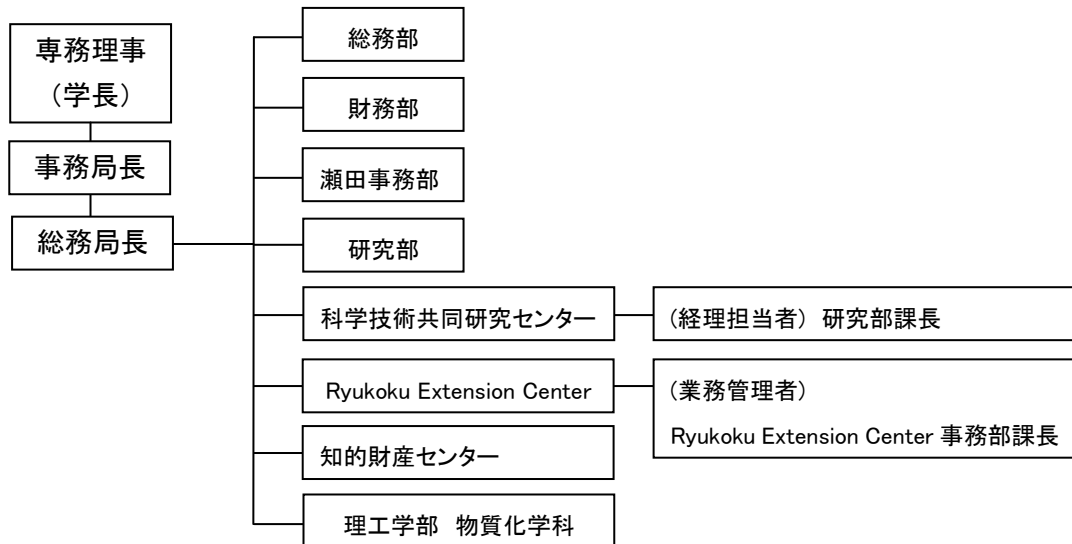 専務理事
（学長）
事務局長
総務局長
総務部
財務部
瀬田事務部
研究部
科学技術共同研究センター
(経理担当者) 研究部課長
Ryukoku Extension Center
(業務管理者)
Ryukoku Extension Center 事務部課長
知的財産センター
理工学部 物質化学科